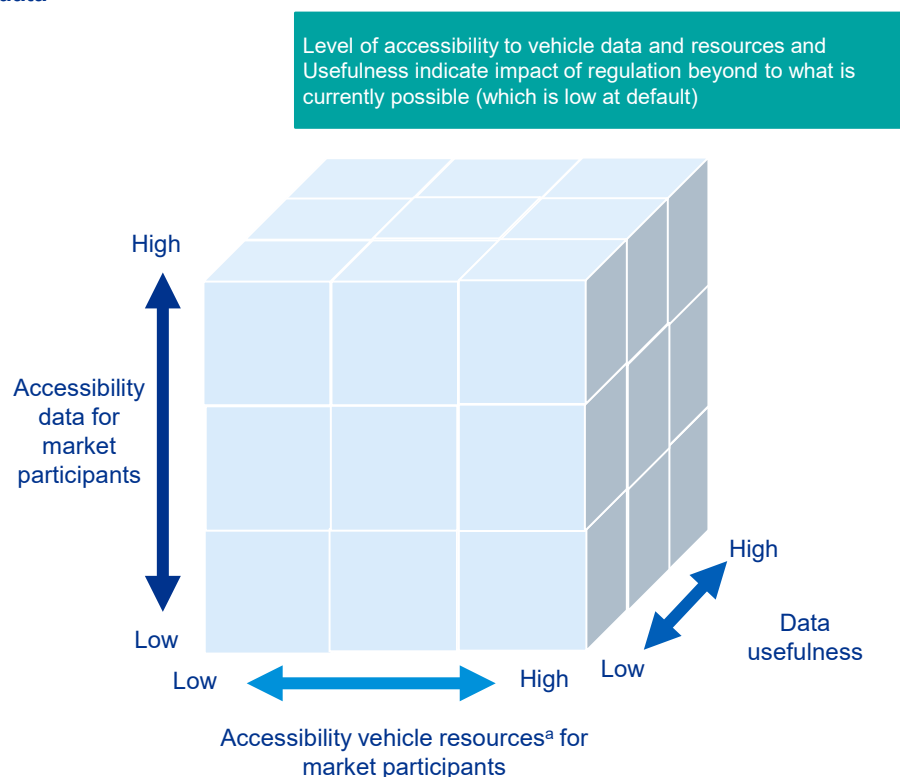 Level of accessibility to vehicle data and resources and
Usefulness indicate impact of regulation beyond to what is
currently possible (which is low at default)
High
Accessibility
data for
market
participants
Low
Low
High
Accessibility vehicle resourcesᵃ for
market participants
Low
High
Data
usefulness